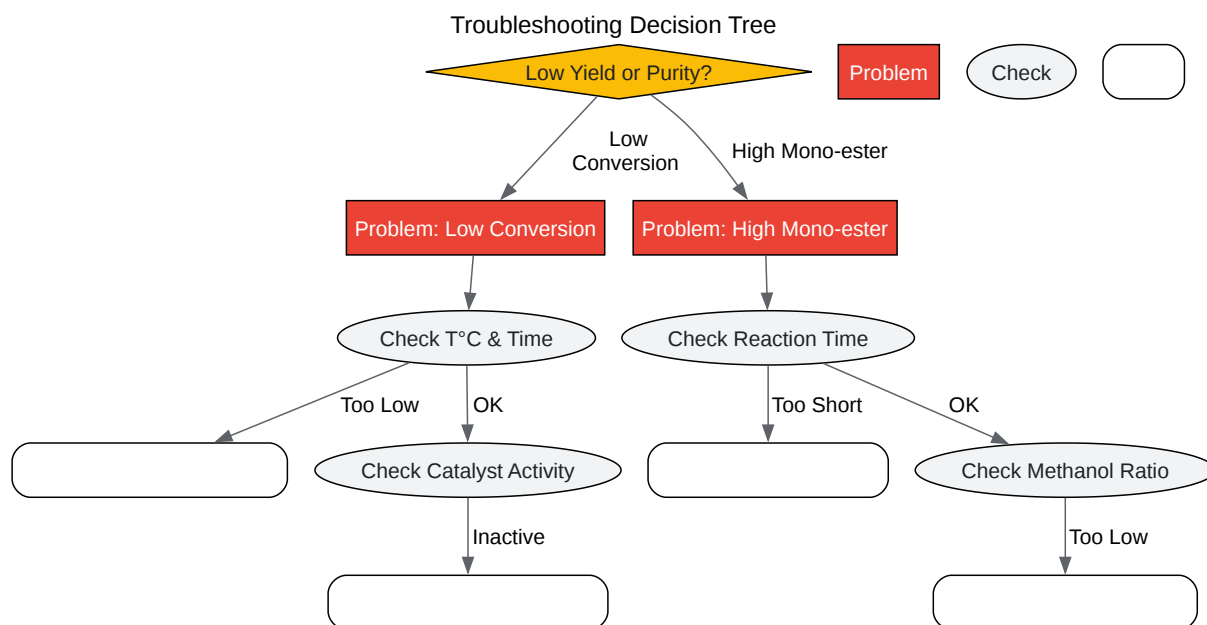 Troubleshooting Decision Tree
Low Yield or Purity?
Problem
Check
Low
Conversion
High Mono-ester
Problem: Low Conversion
Problem: High Mono-ester
Check T°C & Time
Check Reaction Time
Too Low
OK
Too Short
OK
Check Catalyst Activity
Check Methanol Ratio
Inactive
Too Low